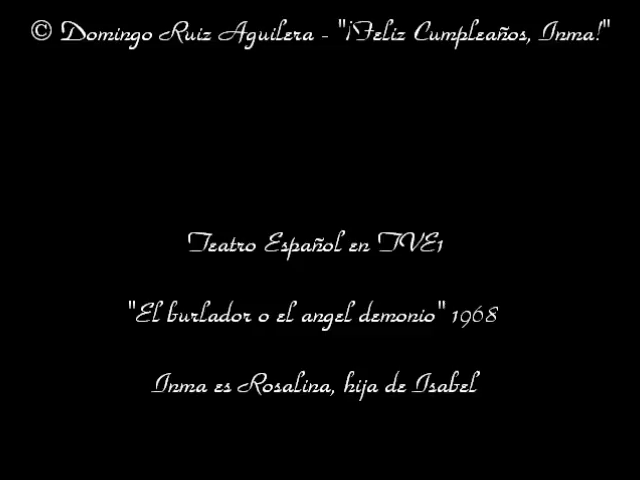 © Domingo Ruiz Aguilera - "¡Feliz Cumpleaños, Inma!"
Teatro Español en TVE1
"El burlador o el angel demonio" 1968
Inma es Rosalina, hija de Isabel